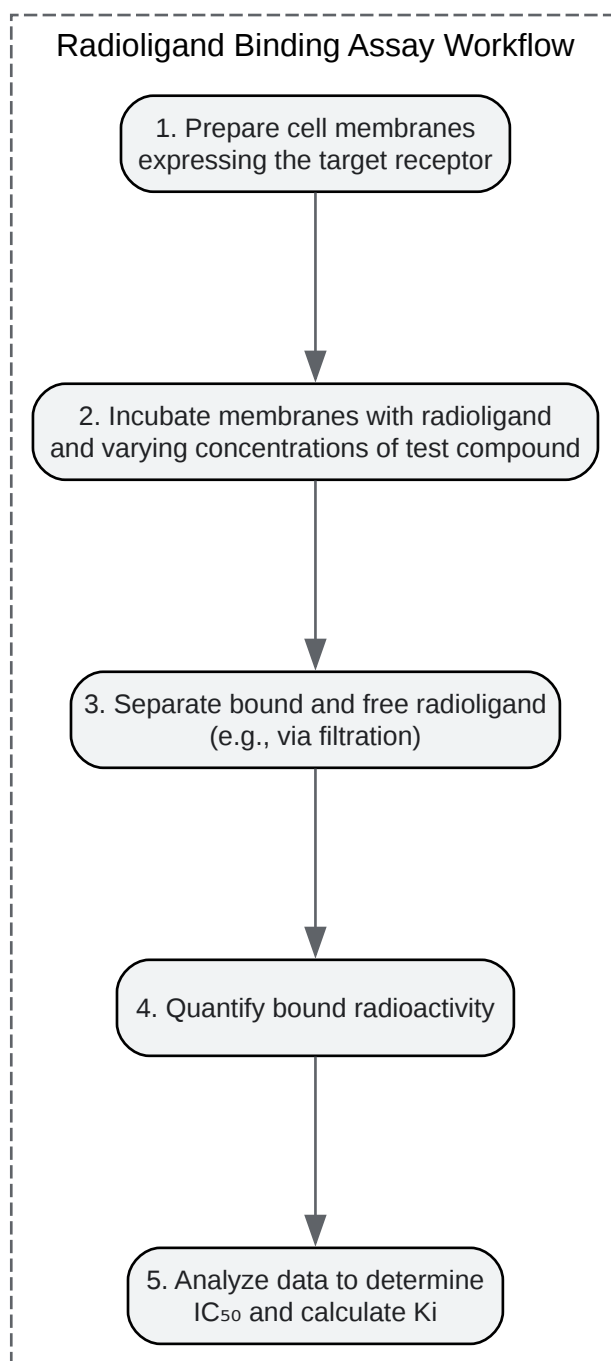 Radioligand Binding Assay Workflow
1. Prepare cell membranes
expressing the target receptor
2. Incubate membranes with radioligand
and varying concentrations of test compound
3. Separate bound and free radioligand
(e.g., via filtration)
4. Quantify bound radioactivity
5. Analyze data to determine
IC₅₀ and calculate Ki